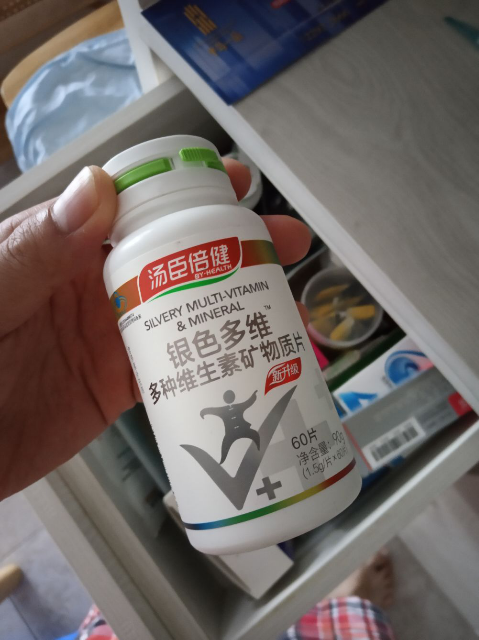 汤臣倍健
BY-HEALTH
SILVERY MULTI-VITAMIN
& MINERAL
银色多维™
多种维生素矿物质片
新升级
60片
净含量:90g
(1.5g/片×60片)